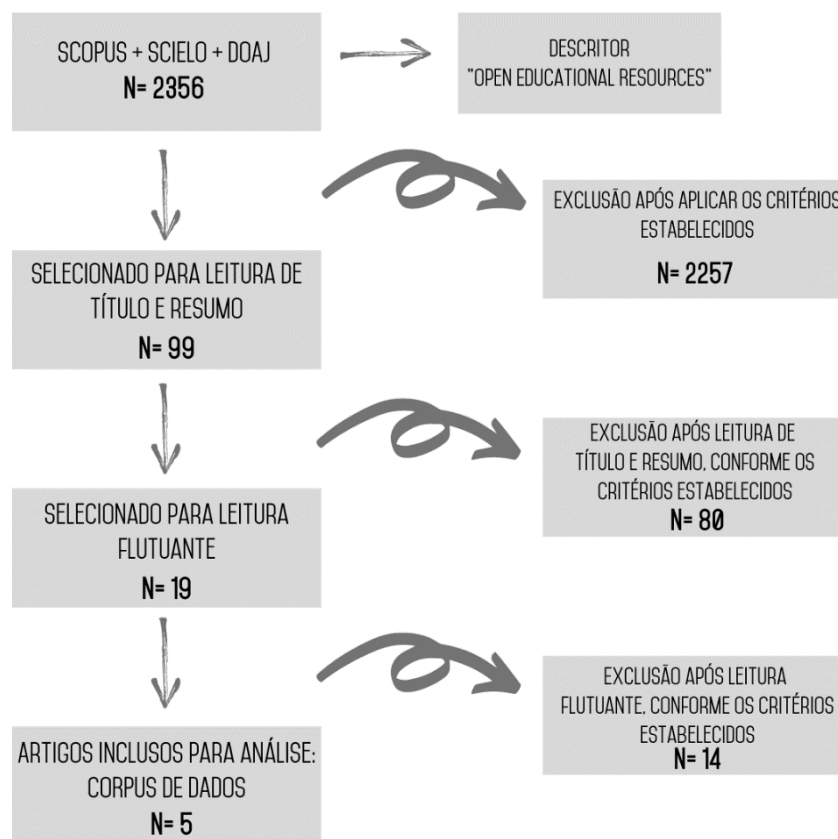 SCOPUS + SCIELO + DOAJ
N= 2356
DESCRITOR
"OPEN EDUCATIONAL RESOURCES"
EXCLUSÃO APÓS APLICAR OS CRITÉRIOS
ESTABELECIDOS
N= 2257
SELECIONADO PARA LEITURA DE
TÍTULO E RESUMO
N= 99
EXCLUSÃO APÓS LEITURA DE
TÍTULO E RESUMO, CONFORME OS
CRITÉRIOS ESTABELECIDOS
N= 80
SELECIONADO PARA LEITURA
FLUTUANTE
N= 19
EXCLUSÃO APÓS LEITURA
FLUTUANTE, CONFORME OS CRITÉRIOS
ESTABELECIDOS
N= 14
ARTIGOS INCLUSOS PARA ANÁLISE:
CORPUS DE DADOS
N= 5